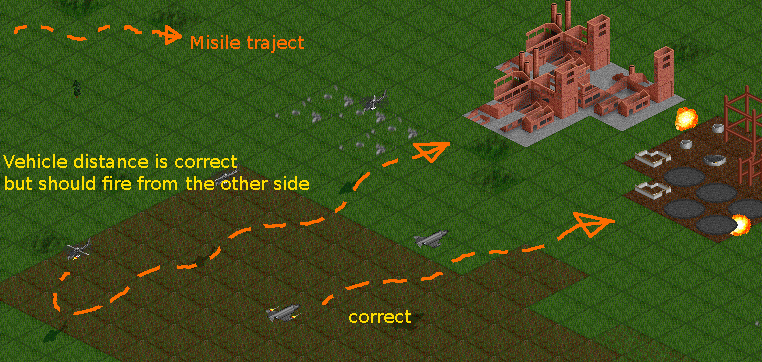 Misile traject
Vehicle distance is correct
but should fire from the other side
correct